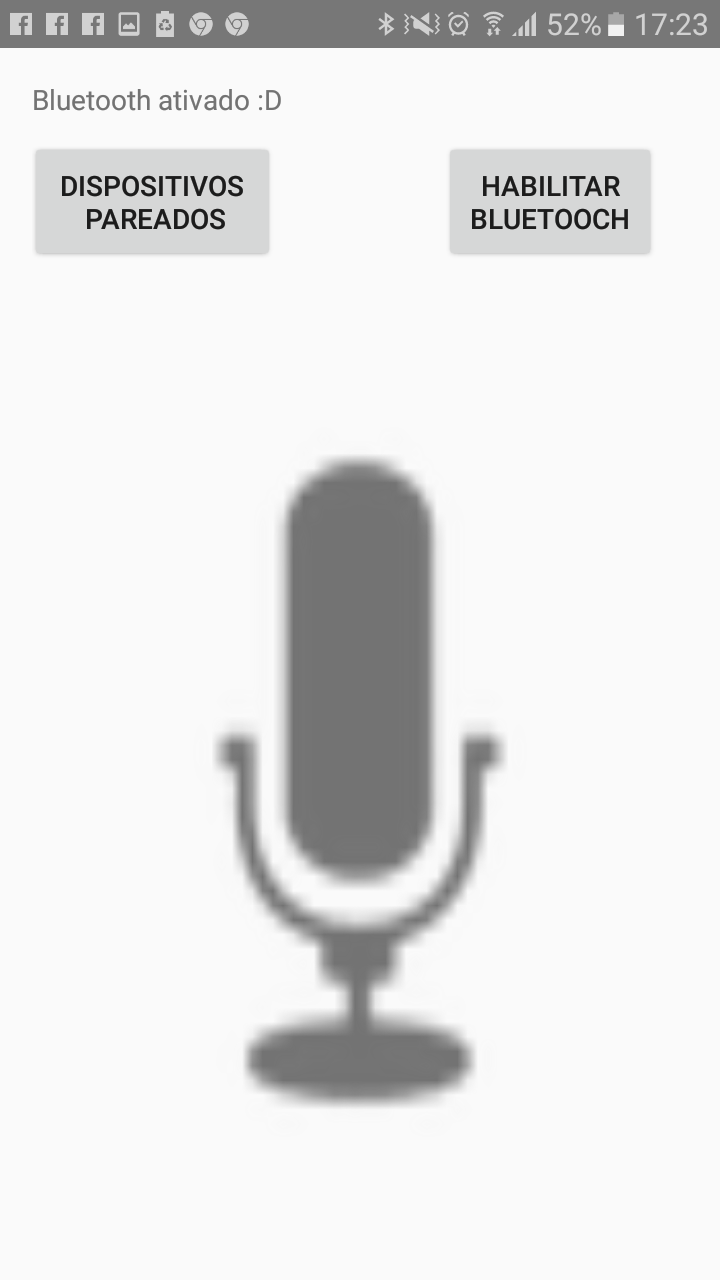 52% 17:23
Bluetooth ativado :D
DISPOSITIVOS
PAREADOS
HABILITAR
BLUETOOCH